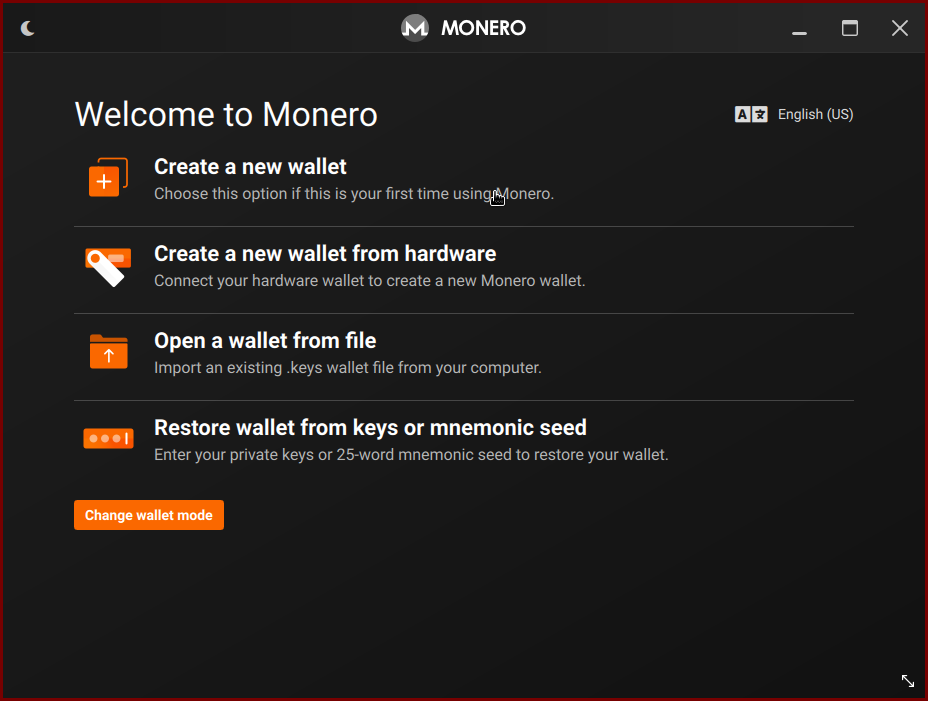 MONERO
Welcome to Monero
English (US)
Create a new wallet
Choose this option if this is your first time using Monero.
Create a new wallet from hardware
Connect your hardware wallet to create a new Monero wallet.
Open a wallet from file
Import an existing .keys wallet file from your computer.
Restore wallet from keys or mnemonic seed
Enter your private keys or 25-word mnemonic seed to restore your wallet.
Change wallet mode